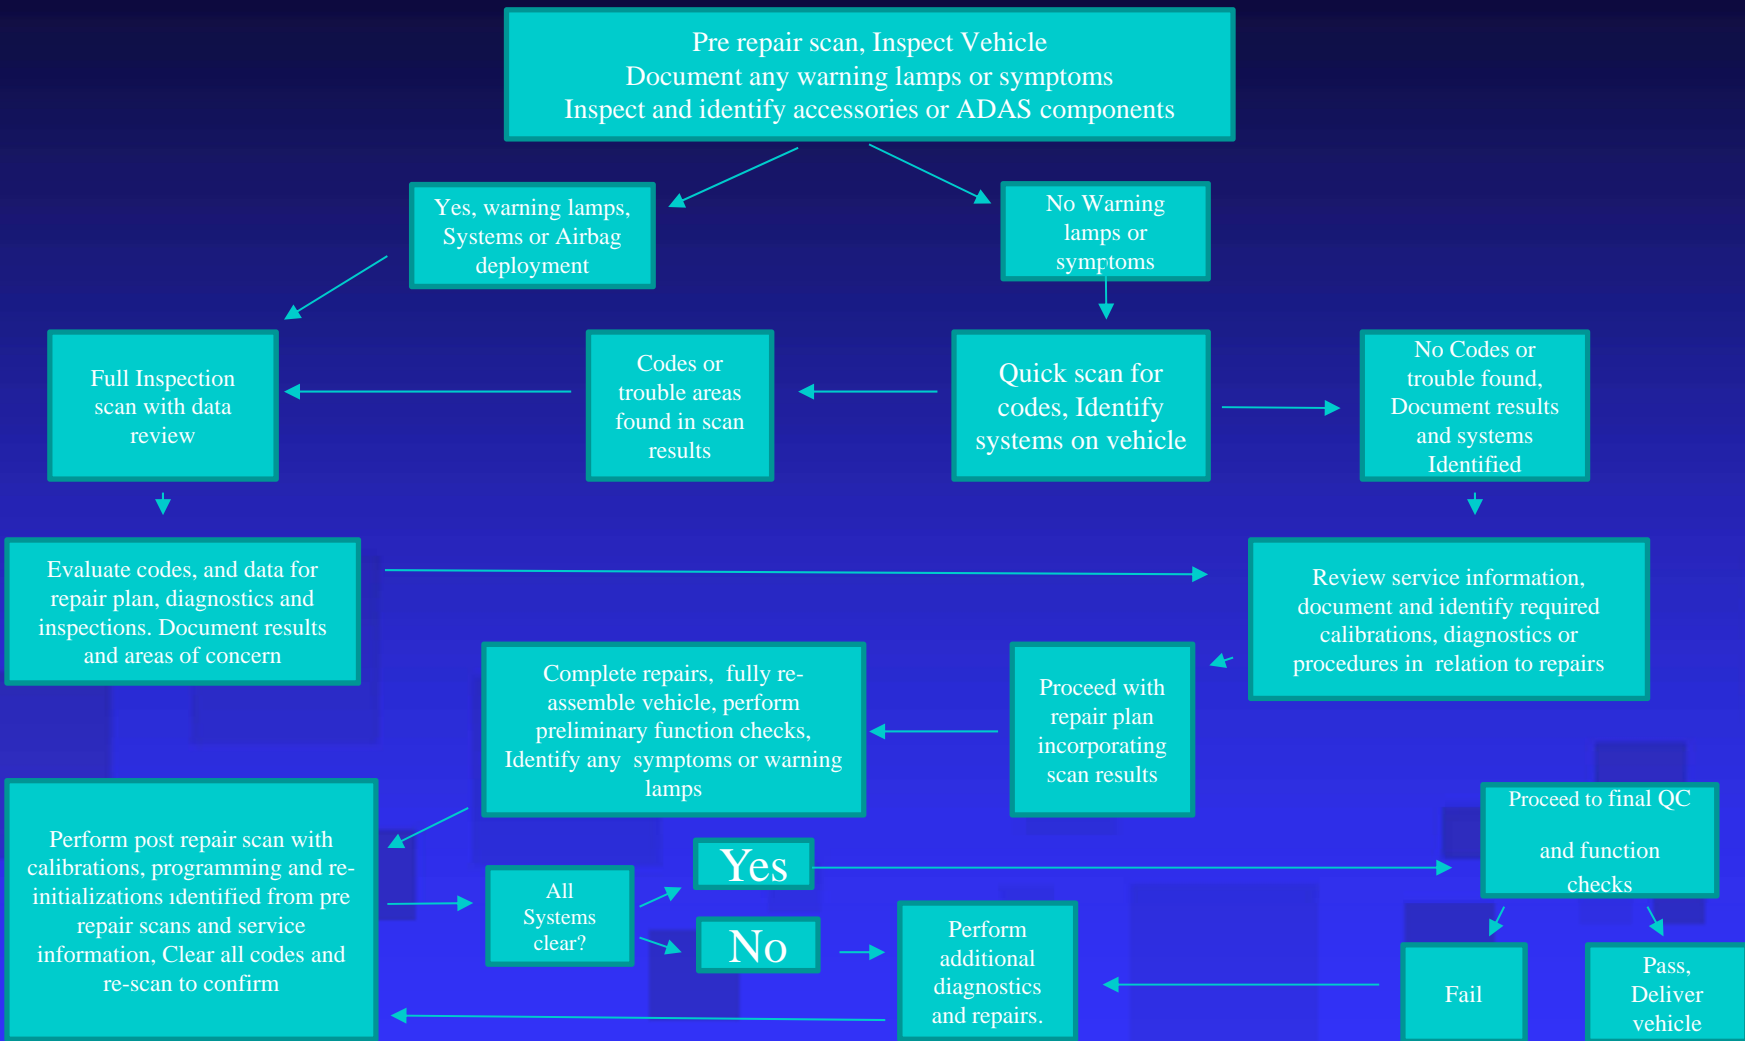 Pre repair scan, Inspect Vehicle
Document any warning lamps or symptoms
Inspect and identify accessories or ADAS components
Yes, warning lamps,
Systems or Airbag
deployment
No Warning
lamps or
symptoms
Full Inspection
scan with data
review
Codes or
trouble areas
found in scan
results
Quick scan for
codes, Identify
systems on vehicle
No Codes or
trouble found,
Document results
and systems
Identified
Evaluate codes, and data for
repair plan, diagnostics and
inspections. Document results
and areas of concern
Review service information,
document and identify required
calibrations, diagnostics or
procedures in relation to repairs
Complete repairs, fully re-
assemble vehicle, perform
preliminary function checks,
Identify any symptoms or warning
lamps
Proceed with
repair plan
incorporating
scan results
Perform post repair scan with
calibrations, programming and re-
initializations identified from pre
repair scans and service
information, Clear all codes and
re-scan to confirm
All
Systems
clear?
Yes
No
Perform
additional
diagnostics
and repairs.
Proceed to final QC
and function
checks
Fail
Pass,
Deliver
vehicle